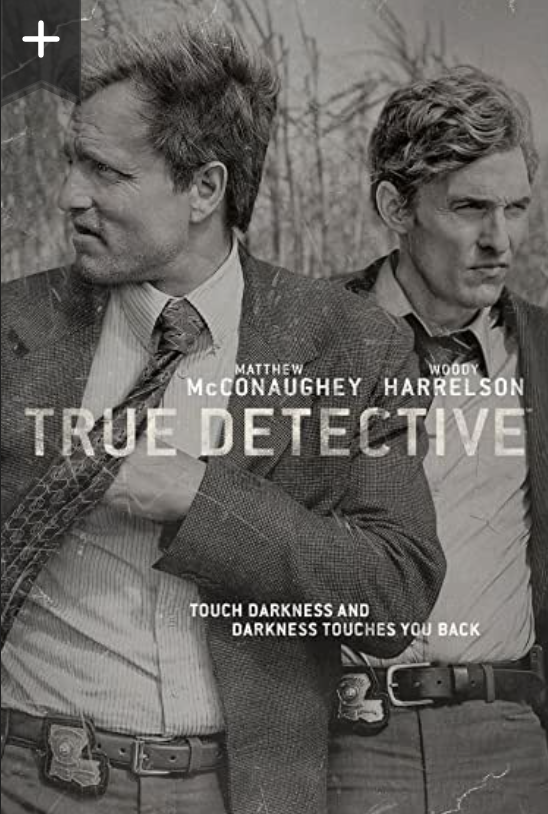 MATTHEW WOODY
McCONAUGHEY HARRELSON
TRUE DETECTIVE
TOUCH DARKNESS AND
DARKNESS TOUCHES YOU BACK